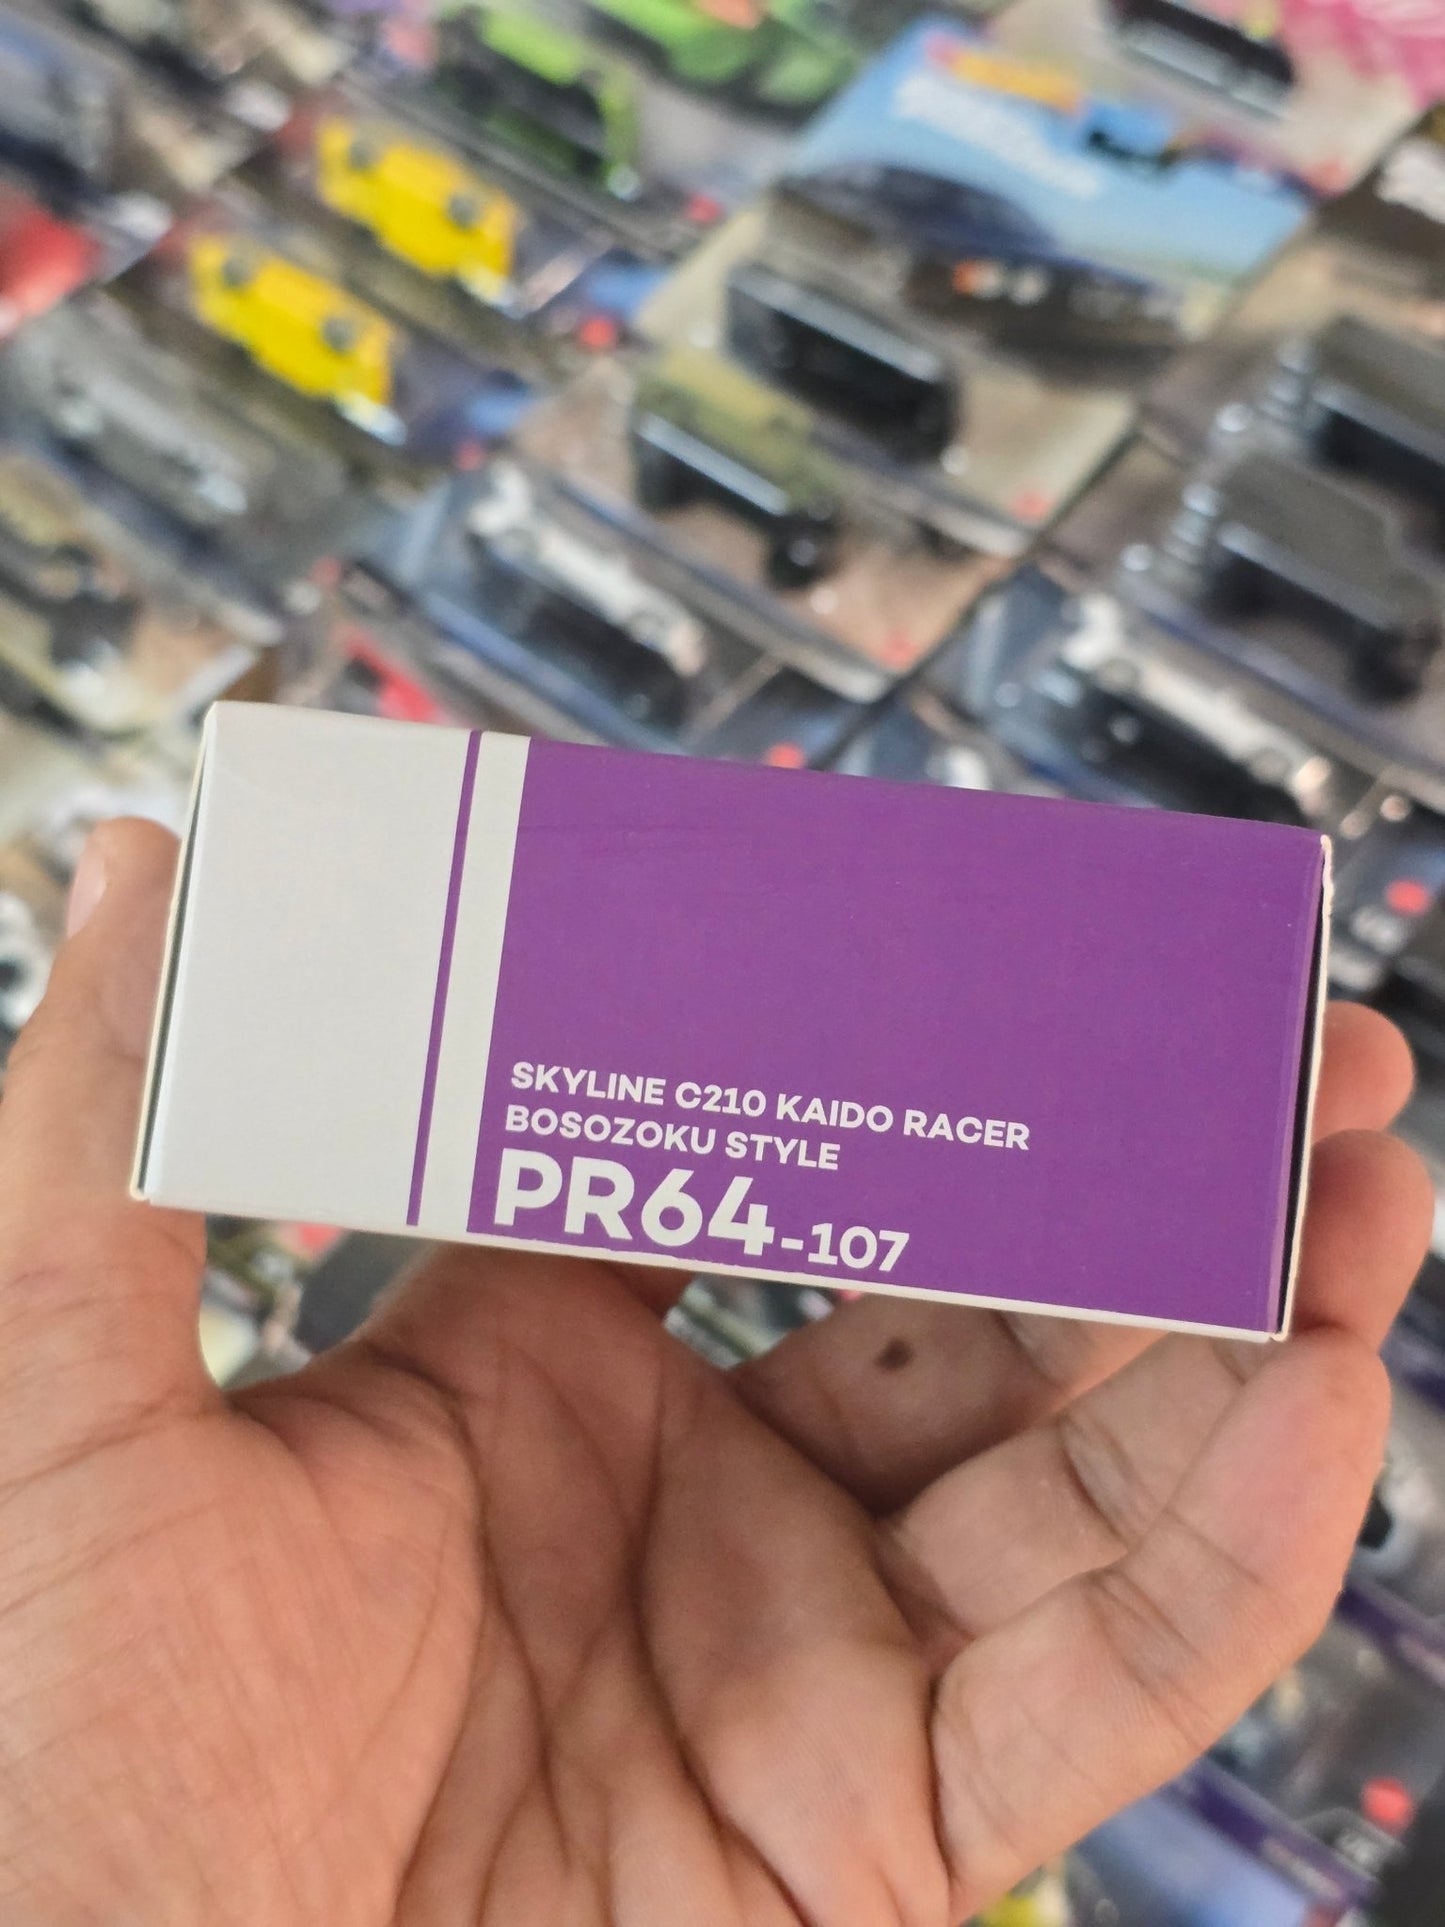 SKYLINE C210 KAIDO RACER
BOSOZOKU STYLE
PR64-107